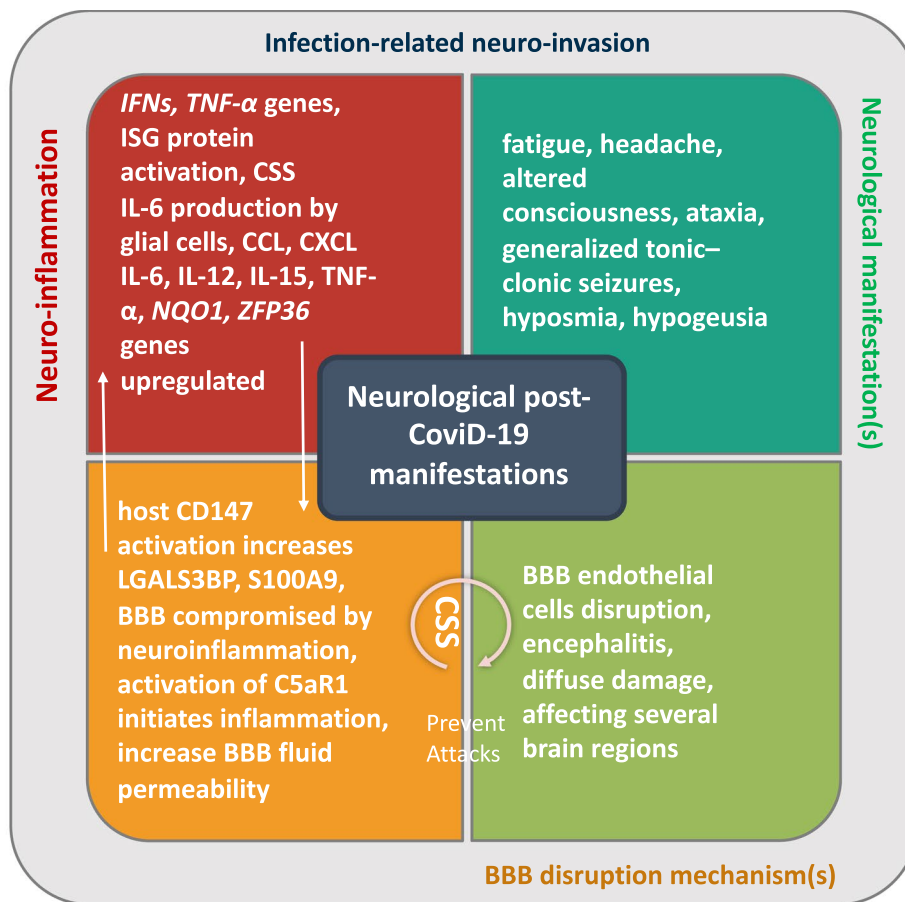 Infection-related neuro-invasion
Neuro-inflammation
IFNs, TNF-α genes,
ISG protein
activation, CSS
IL-6 production by
glial cells, CCL, CXCL
IL-6, IL-12, IL-15, TNF-
α, NQO1, ZFP36
genes
upregulated
fatigue, headache,
altered
consciousness, ataxia,
generalized tonic–
clonic seizures,
hyposmia, hypogeusia
Neurological manifestation(s)
Neurological post-
CoviD-19
manifestations
host CD147
activation increases
LGALS3BP, S100A9,
BBB compromised by
neuroinflammation,
activation of C5aR1
initiates inflammation,
increase BBB fluid
permeability
CSS
Prevent
Attacks
BBB endothelial
cells disruption,
encephalitis,
diffuse damage,
affecting several
brain regions
BBB disruption mechanism(s)